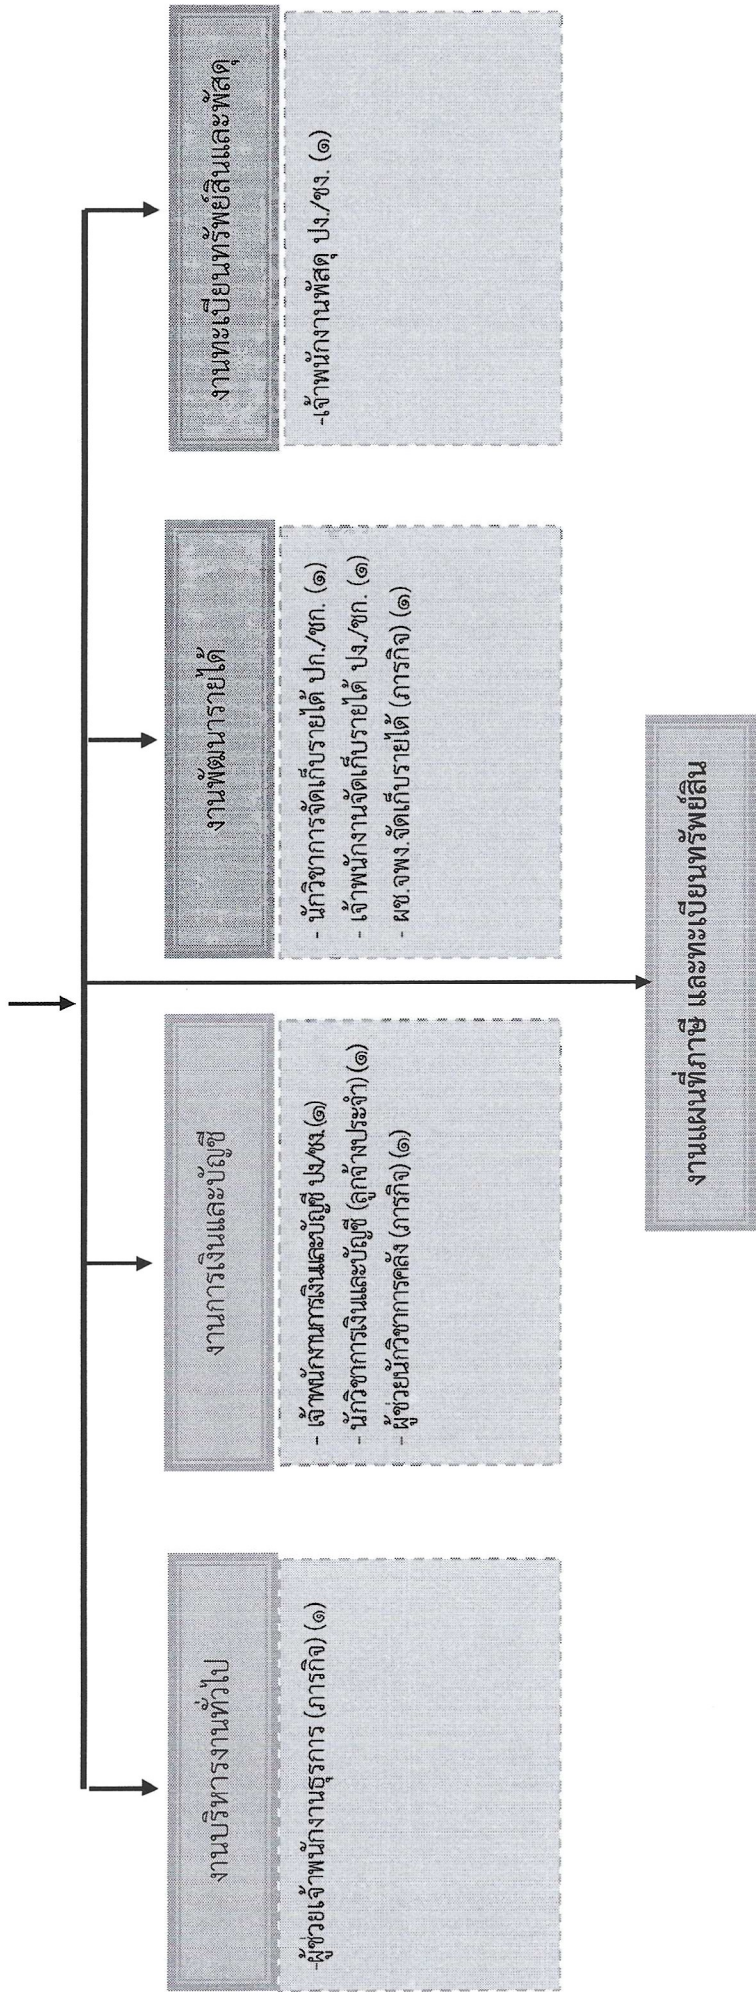 งานบริหารงานทั่วไป
-ผู้ช่วยเจ้าพนักงานธุรการ (ภารกิจ) (๑)
งานการเงินและบัญชี
- เจ้าพนักงานการเงินและบัญชี ปง/ชง.(๑)
- นักวิชาการเงินและบัญชี (ลูกจ้างประจำ) (๑)
- ผู้ช่วยนักวิชาการคลัง (ภารกิจ) (๑)
งานพัฒนารายได้
- นักวิชาการจัดเก็บรายได้ ปก./ชก. (๑)
- เจ้าพนักงานจัดเก็บรายได้ ปง./ชก. (๑)
- ผช.จพง.จัดเก็บรายได้ (ภารกิจ) (๑)
งานทะเบียนทรัพย์สินและพัสดุ
-เจ้าพนักงานพัสดุ ปง./ชง. (๑)
งานแผนที่ภาษี และทะเบียนทรัพย์สิน